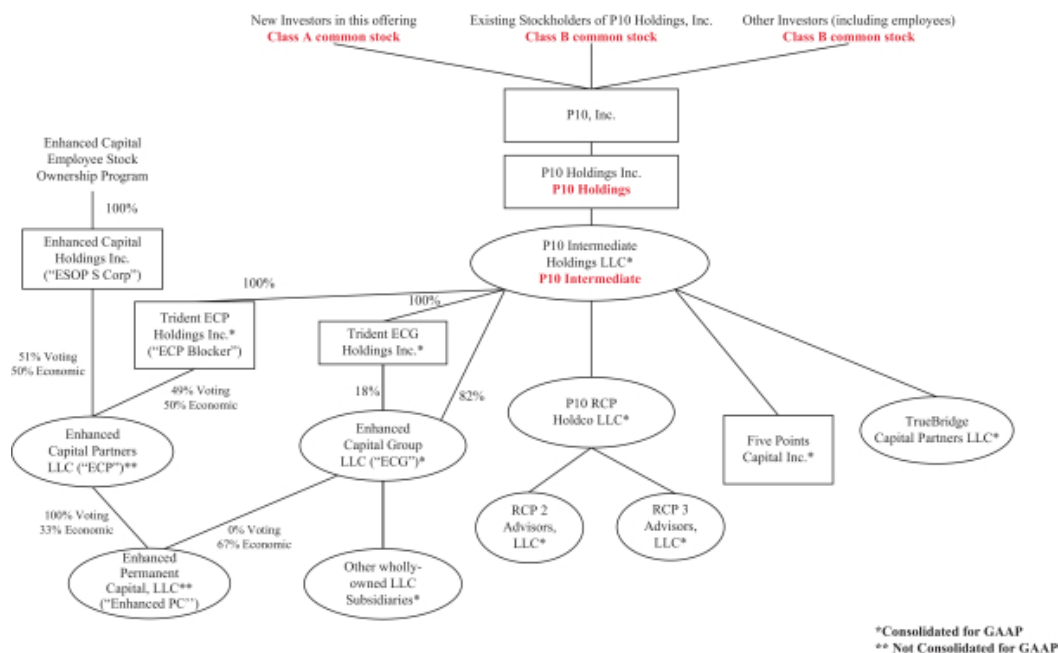 New Investors in this offering
Class A common stock
Existing Stockholders of P10 Holdings, Inc.
Class B common stock
Other Investors (including employees)
Class B common stock
P10, Inc.
Enhanced Capital
Employee Stock
Ownership Program
P10 Holdings Inc.
P10 Holdings
100%
Enhanced Capital
Holdings Inc.
(“ESOP S Corp”)
P10 Intermediate
Holdings LLC*
P10 Intermediate
100%
100%
Trident ECP
Holdings Inc.*
(“ECP Blocker”)
Trident ECG
Holdings Inc.*
51% Voting
50% Economic
49% Voting
50% Economic
18%
82%
P10 RCP
Holdco LLC*
Enhanced
Capital Partners
LLC (“ECP”)**
Enhanced
Capital Group
LLC (“ECG”)*
Five Points
Capital Inc.*
TrueBridge
Capital Partners LLC*
100% Voting
33% Economic
0% Voting
67% Economic
RCP 2
Advisors,
LLC*
RCP 3
Advisors,
LLC*
Enhanced
Permanent
Capital, LLC**
(“Enhanced PC’’)
Other wholly-
owned LLC
Subsidiaries*
*Consolidated for GAAP
** Not Consolidated for GAAP